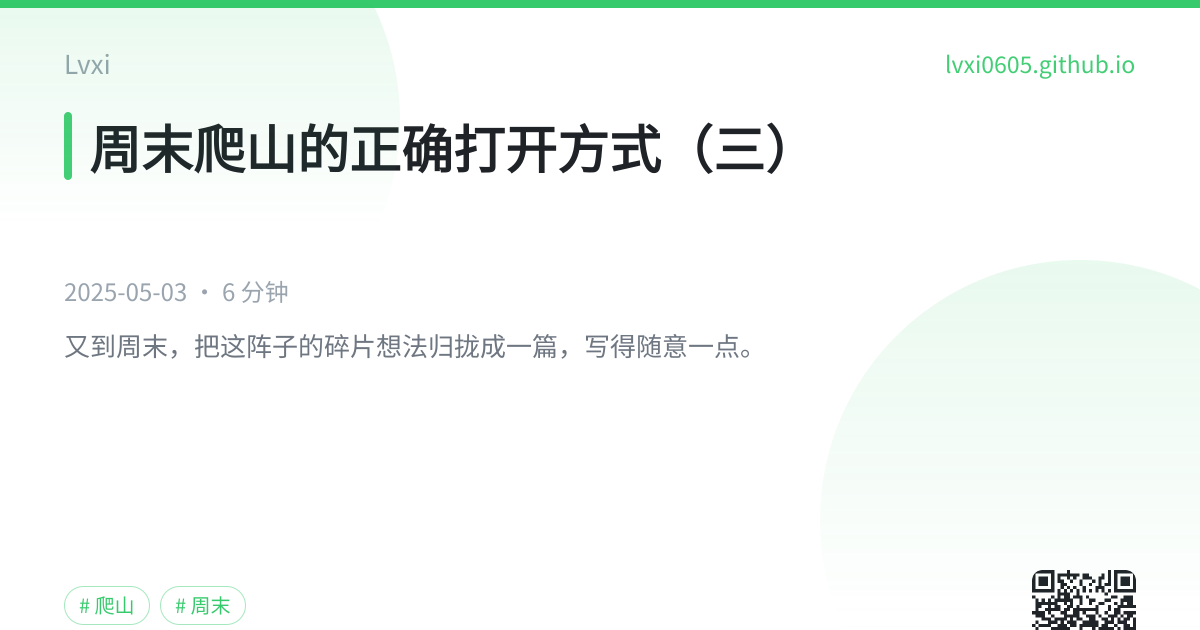 Lvxi
lvxi0605.github.io
周末爬山的正确打开方式（三）
2025-05-03 · 6 分钟
又到周末，把这阵子的碎片想法归拢成一篇，写得随意一点。
# 爬山
# 周末